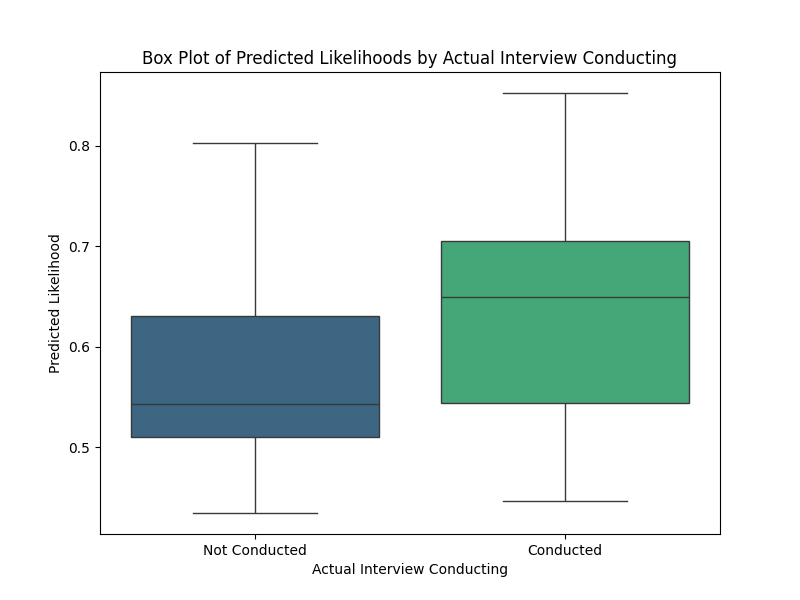 Box Plot of Predicted Likelihoods by Actual Interview Conducting
Predicted Likelihood
0.8
0.7
0.6
0.5
Not Conducted
Conducted
Actual Interview Conducting